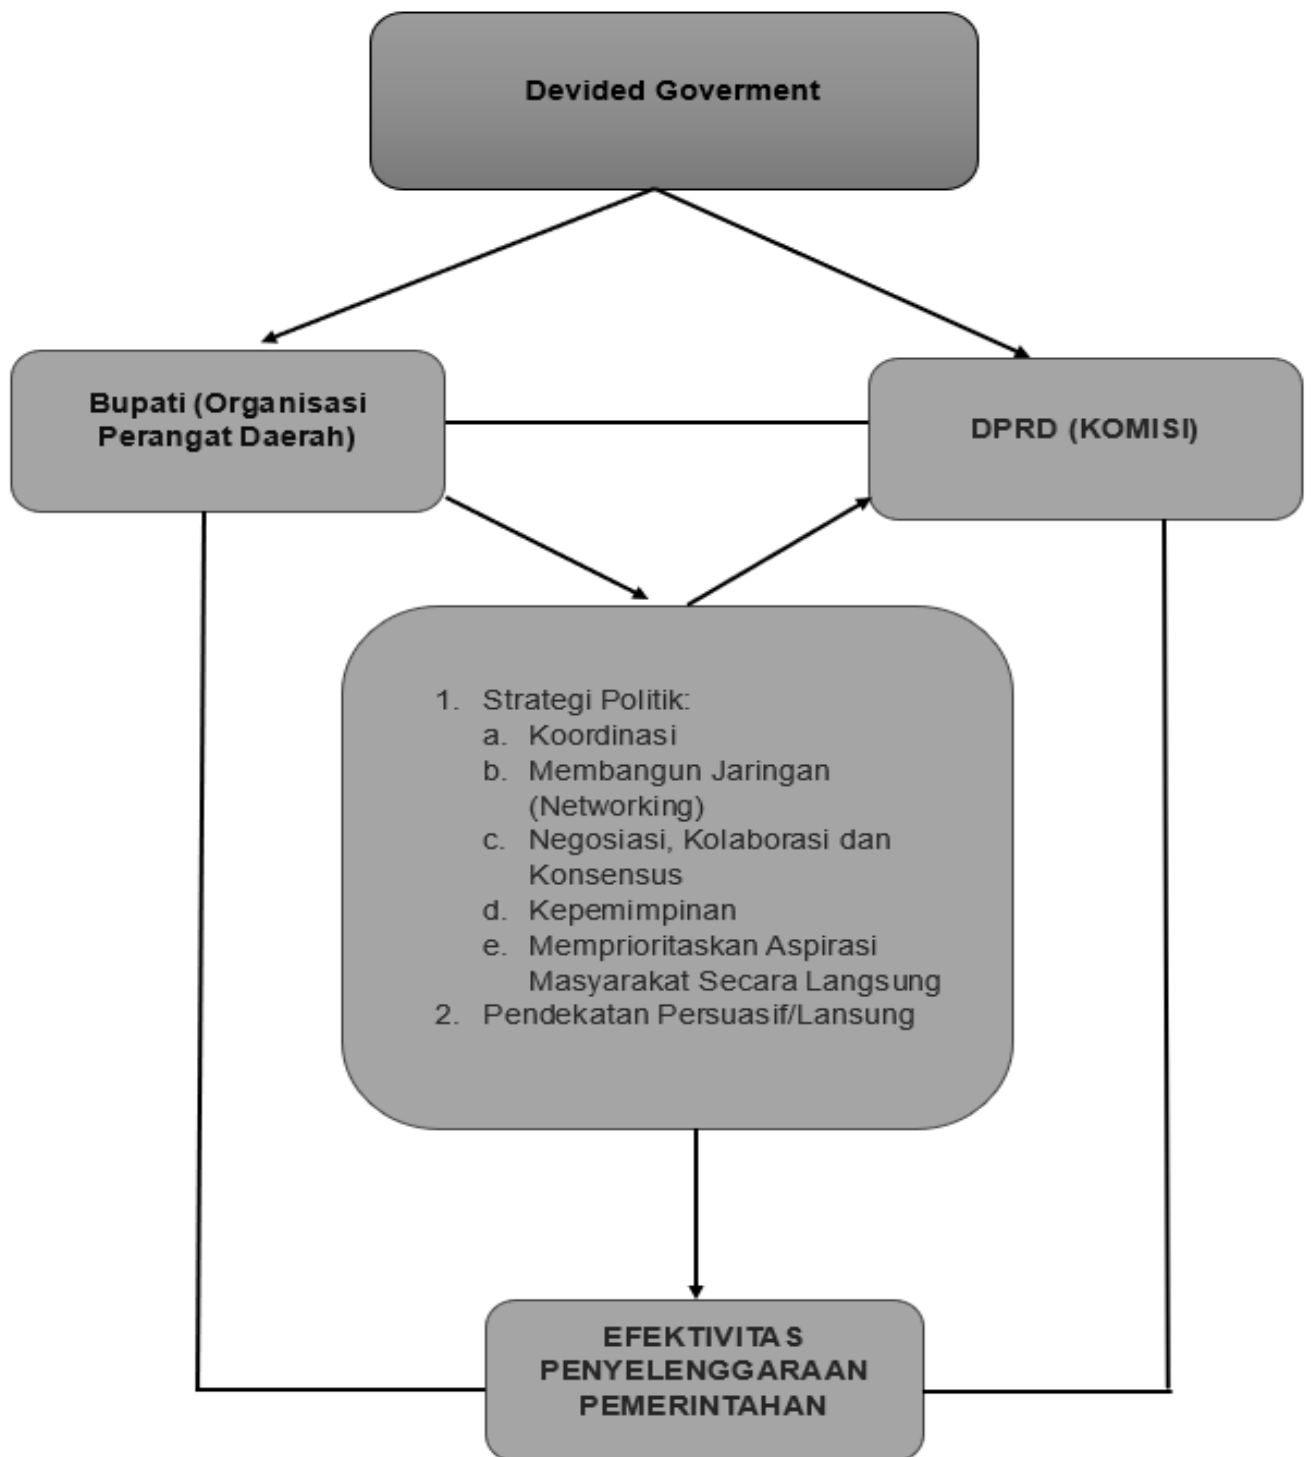 Devided Goverment
Bupati (Organisasi
Perangat Daerah)
DPRD (KOMISI)
1. Strategi Politik:
a. Koordinasi
b. Membangun Jaringan
(Networking)
c. Negosiasi, Kolaborasi dan
Konsensus
d. Kepemimpinan
e. Memprioritaskan Aspirasi
Masyarakat Secara Langsung
2. Pendekatan Persuasif/Lansung
EFEKTIVITAS
PENYELENGGARAAN
PEMERINTAHAN